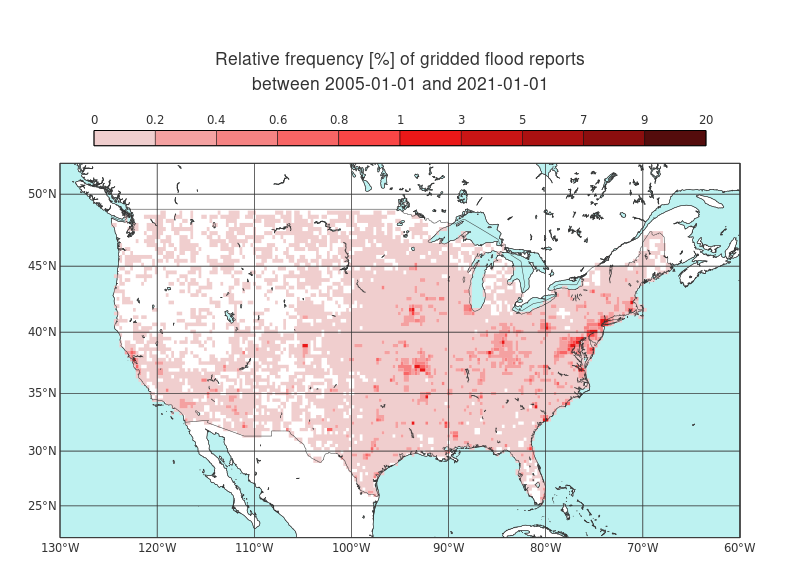 Relative frequency [%] of gridded flood reports
between 2005-01-01 and 2021-01-01
0 0.2 0.4 0.6 0.8 1 3 5 7 9 20
50°N
45°N
40°N
35°N
30°N
25°N
130°W 120°W 110°W 100°W 90°W 80°W 70°W 60°W